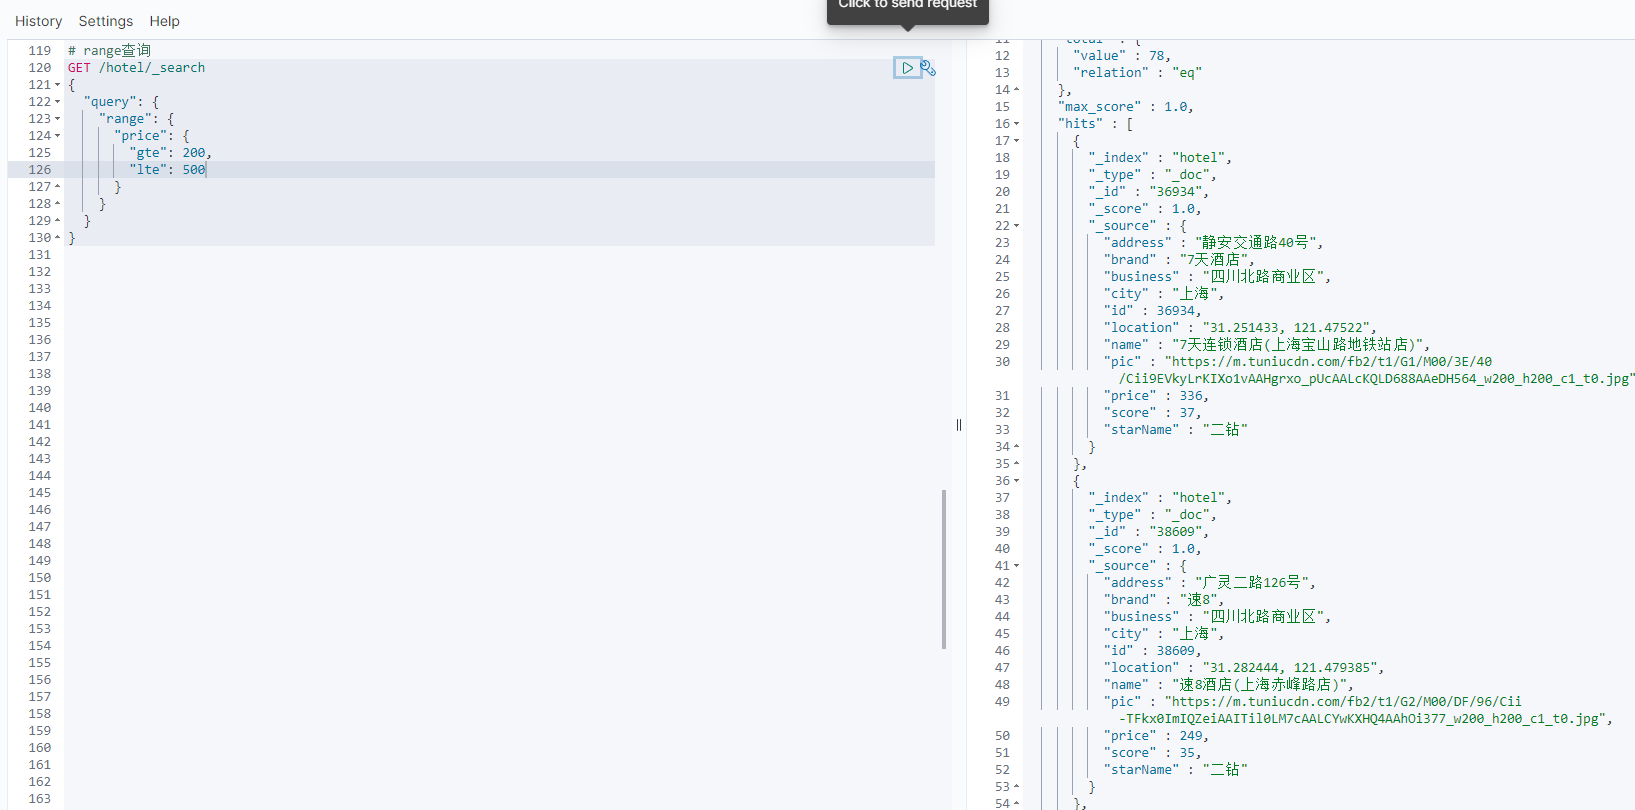 Click to send request
History Settings Help
119 # range查询
120 GET /hotel/_search
121 {
122 "query": {
123 "range": {
124 "price": {
125 "gte": 200,
126 "lte": 500
127 }
128 }
129 }
130 }
131
132
133
134
135
136
137
138
139
140
141
142
143
144
145
146
147
148
149
150
151
152
153
154
155
156
157
158
159
160
161
162
163
11 "total" : {
12 "value" : 78,
13 "relation" : "eq"
14 },
15 "max_score" : 1.0,
16 "hits" : [
17 {
18 "_index" : "hotel",
19 "_type" : "_doc",
20 "_id" : "36934",
21 "_score" : 1.0,
22 "_source" : {
23 "address" : "静安交通路40号",
24 "brand" : "7天酒店",
25 "business" : "四川北路商业区",
26 "city" : "上海",
27 "id" : 36934,
28 "location" : "31.251433, 121.47522",
29 "name" : "7天连锁酒店(上海宝山路地铁站店)",
30 "pic" : "https://m.tuniucdn.com/fb2/t1/G1/M00/3E/40
/Cii9EVkyLrKIXo1vAAHgrxo_pUcAALcKQLD688AAeDH564_w200_h200_c1_t0.jpg"
31 "price" : 336,
32 "score" : 37,
33 "starName" : "二钻"
34 }
35 },
36 {
37 "_index" : "hotel",
38 "_type" : "_doc",
39 "_id" : "38609",
40 "_score" : 1.0,
41 "_source" : {
42 "address" : "广灵二路126号",
43 "brand" : "速8",
44 "business" : "四川北路商业区",
45 "city" : "上海",
46 "id" : 38609,
47 "location" : "31.282444, 121.479385",
48 "name" : "速8酒店(上海赤峰路店)",
49 "pic" : "https://m.tuniucdn.com/fb2/t1/G2/M00/DF/96/Cii
-TFkx0ImIQZeiAAITil0LM7cAALCYwKXHQ4AAhOi377_w200_h200_c1_t0.jpg",
50 "price" : 249,
51 "score" : 35,
52 "starName" : "二钻"
53 }
54 },